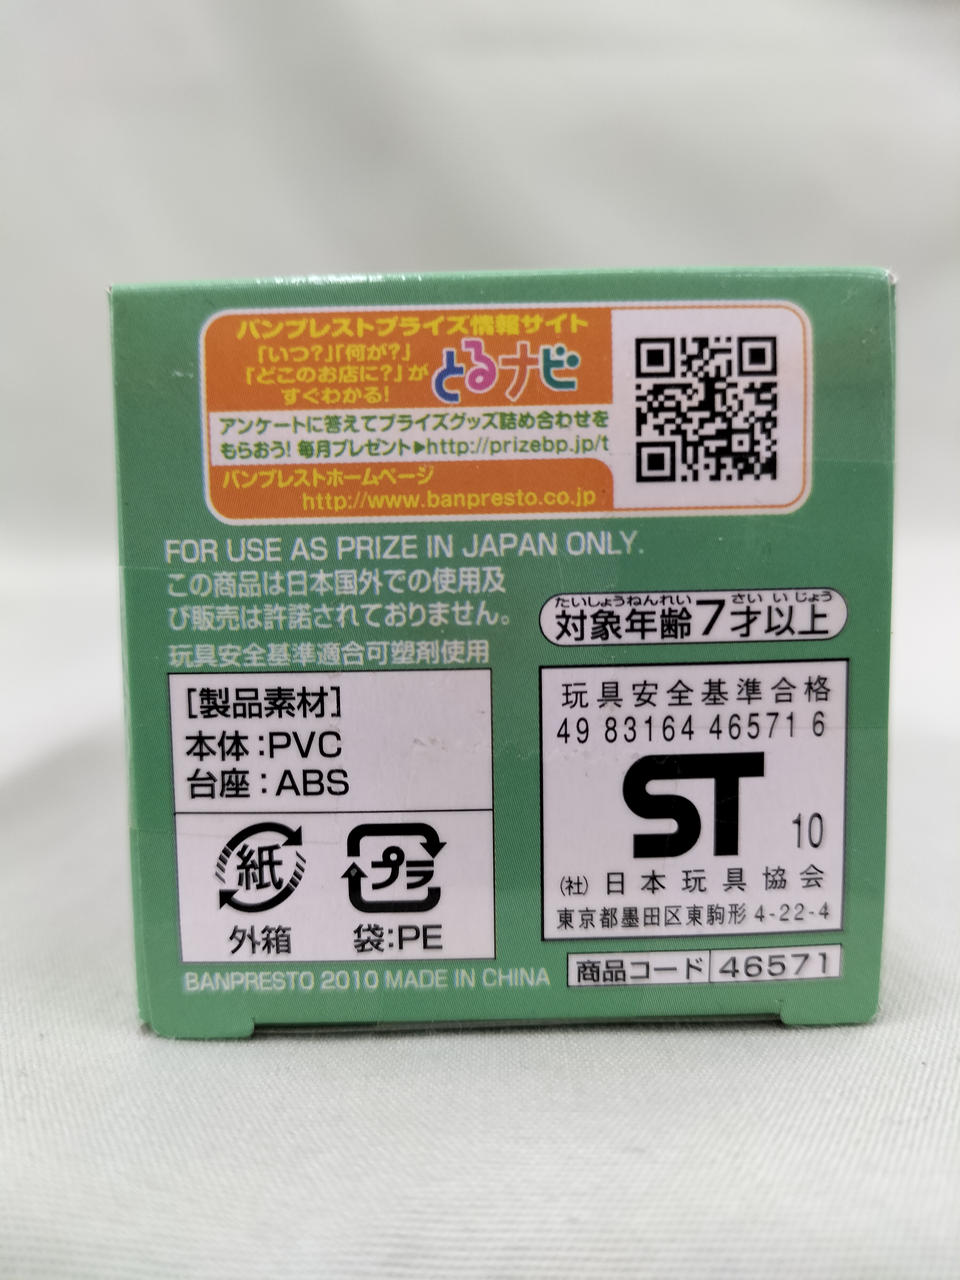 バンプレストプライズ情報サイト
「いつ?」「何が?」
「どこのお店に?」が
すぐわかる!
とるナビ
アンケートに答えてプライズグッズ詰め合わせを
もらおう! 毎月プレゼント▶http://prizebp.jp/t
バンプレストホームページ
http://www.banpresto.co.jp
FOR USE AS PRIZE IN JAPAN ONLY.
この商品は日本国外での使用及
び販売は許諾されておりません。
玩具安全基準適合可塑剤使用
[製品素材]
本体:PVC
台座:ABS
紙
外箱
プラ
袋:PE
BANPRESTO 2010 MADE IN CHINA
たいしょうねんれい さい いじょう
対象年齢7才以上
玩具安全基準合格
49 83164 46571 6
ST
10
(社)日本玩具協会
東京都墨田区東駒形4-22-4
商品コード 46571